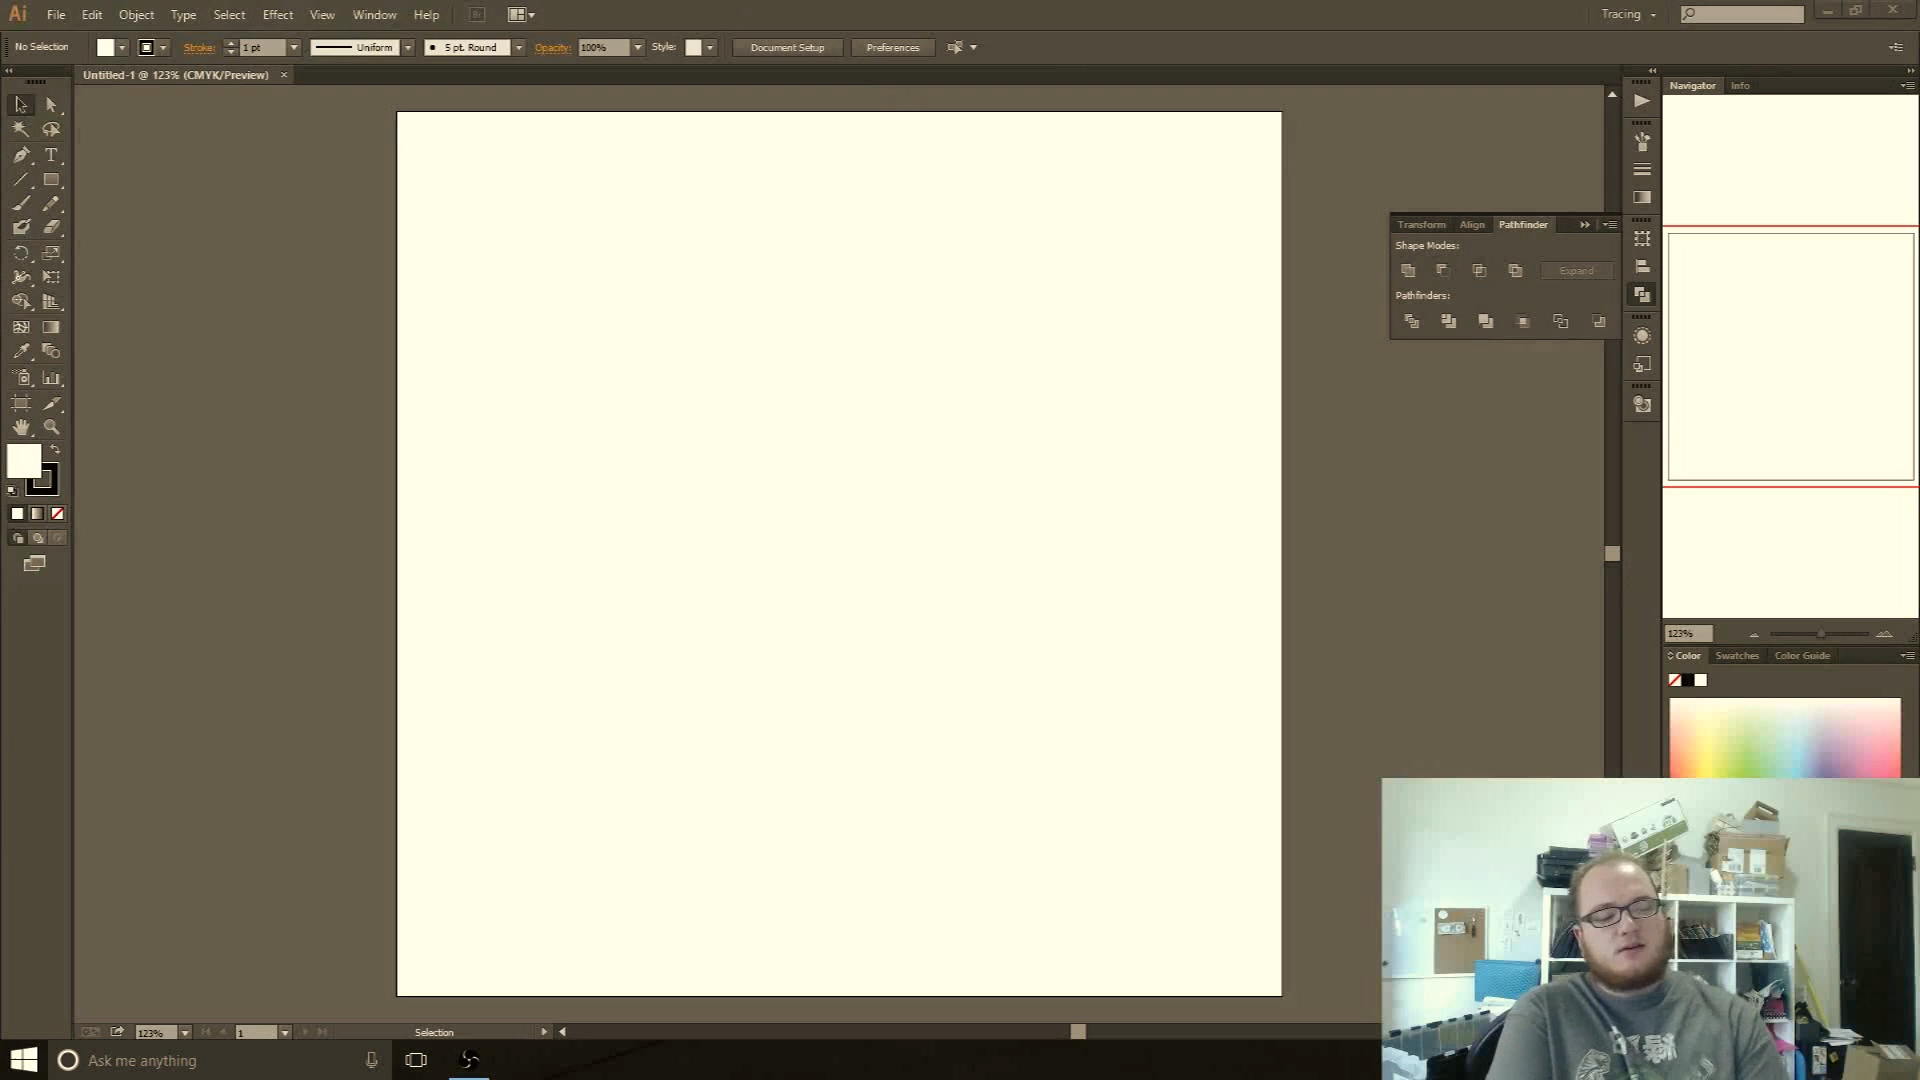 Ai File Edit Object Type Select Effect View Window Help Br Tracing
No Selection Stroke: 1 pt Uniform 5 pt. Round Opacity: 100% Style: Document Setup Preferences
Untitled-1 @ 123% (CMYK/Preview)
Navigator Info
Transform Align Pathfinder
Shape Modes:
Expand
Pathfinders:
123%
Color Swatches Color Guide
123% 1 Selection
Ask me anything